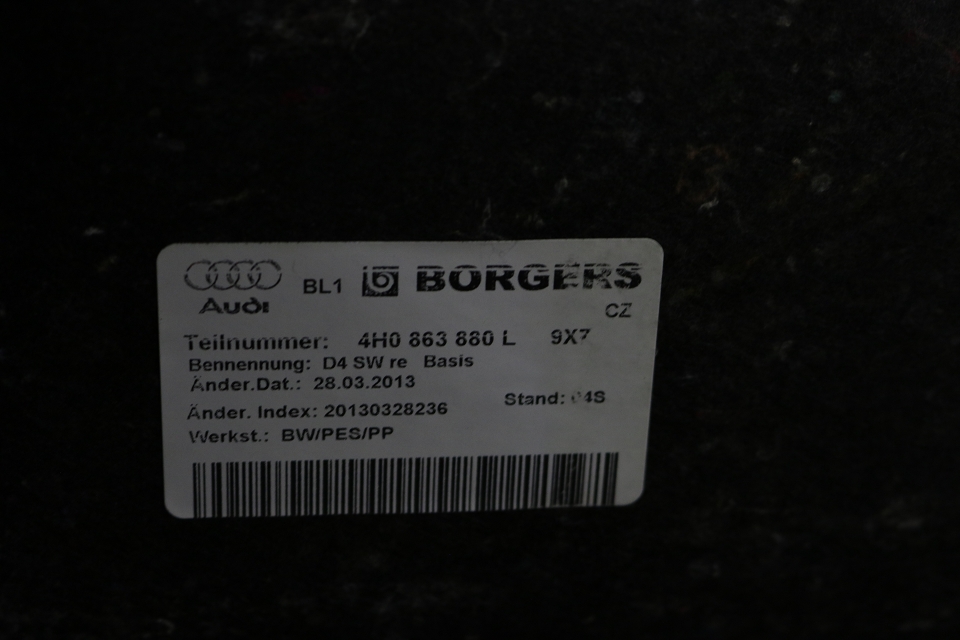 Audi BL1 BORGERS
CZ
Teilnummer: 4H0 863 880 L 9X7
Bennennung: D4 SW re Basis
Änder.Dat.: 28.03.2013
Änder. Index: 20130328236 Stand: 04S
Werkst.: BW/PES/PP